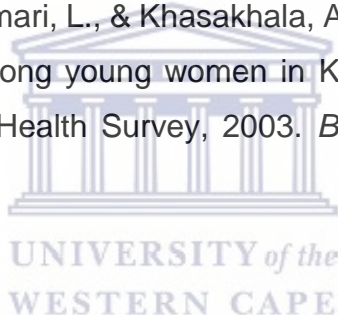 mari, L., & Khasakhala, A
ong young women in K
Health Survey, 2003. B
UNIVERSITY of the
WESTERN CAPE